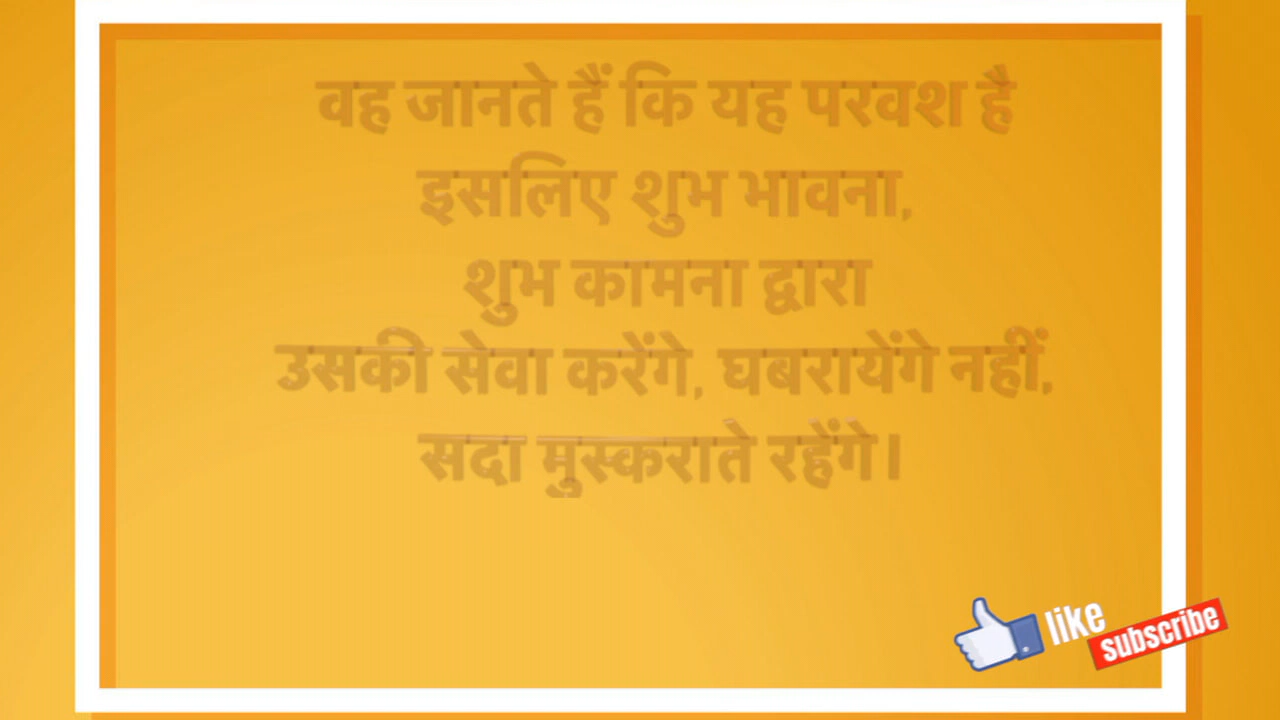 वह जानते हैं कि यह परवश है
इसलिए शुभ भावना,
शुभ कामना द्वारा
उसकी सेवा करेंगे, घबरायेंगे नहीं,
सदा मुस्कराते रहेंगे।
like
subscribe